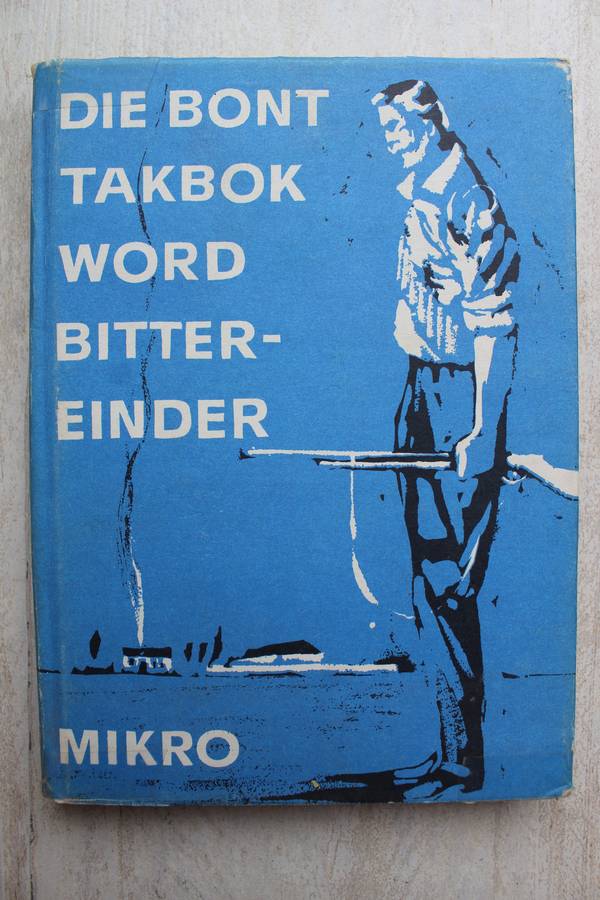 DIE BONT
TAKBOK
WORD
BITTER-
EINDER
MIKRO